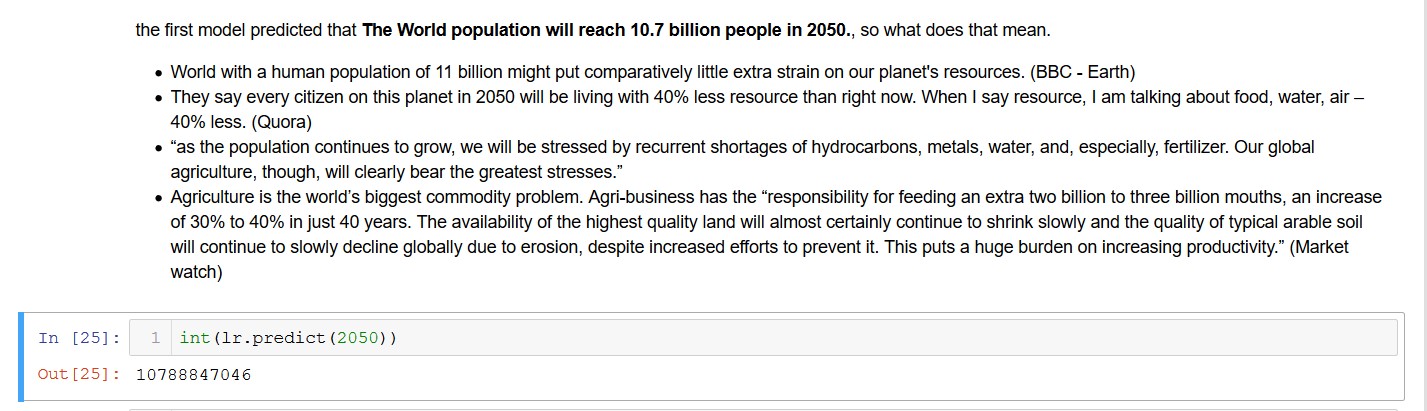 the first model predicted that The World population will reach 10.7 billion people in 2050., so what does that mean.
• World with a human population of 11 billion might put comparatively little extra strain on our planet's resources. (BBC - Earth)
• They say every citizen on this planet in 2050 will be living with 40% less resource than right now. When I say resource, I am talking about food, water, air –
40% less. (Quora)
• “as the population continues to grow, we will be stressed by recurrent shortages of hydrocarbons, metals, water, and, especially, fertilizer. Our global
agriculture, though, will clearly bear the greatest stresses.”
• Agriculture is the world’s biggest commodity problem. Agri-business has the “responsibility for feeding an extra two billion to three billion mouths, an increase
of 30% to 40% in just 40 years. The availability of the highest quality land will almost certainly continue to shrink slowly and the quality of typical arable soil
will continue to slowly decline globally due to erosion, despite increased efforts to prevent it. This puts a huge burden on increasing productivity.” (Market
watch)
In [25]: 1 int(lr.predict(2050))
Out[25]: 10788847046